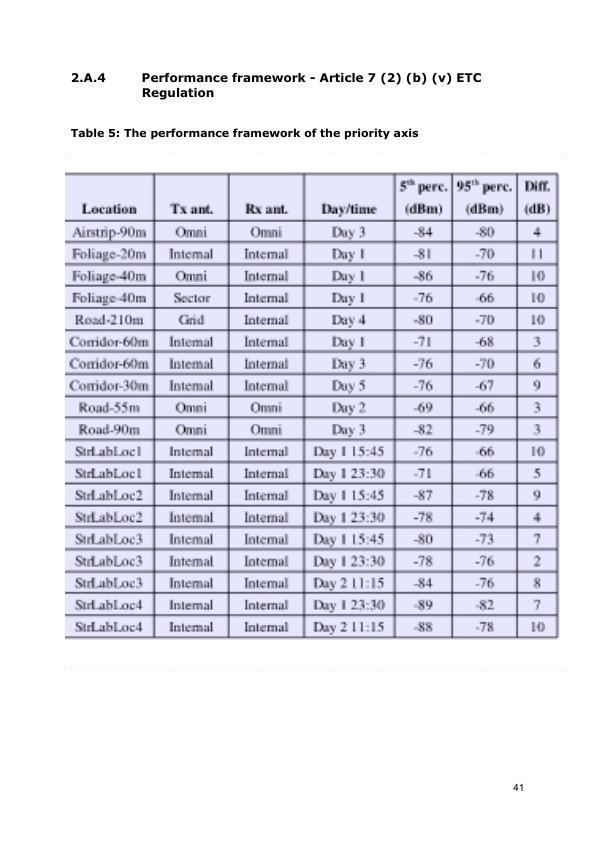 2.A.4 Performance framework - Article 7 (2) (b) (v) ETC
Regulation
Table 5: The performance framework of the priority axis
5th perc. 95th perc. Diff.
Location Tx ant. Rx ant. Day/time (dBm) (dBm) (dB)
Airstrip-90m Omni Omni Day 3 -84 -80 4
Foliage-20m Internal Internal Day 1 -81 -70 11
Foliage-40m Omni Internal Day 1 -86 -76 10
Foliage-40m Sector Internal Day 1 -76 -66 10
Road-210m Grid Internal Day 4 -80 -70 10
Corridor-60m Internal Internal Day 1 -71 -68 3
Corridor-60m Internal Internal Day 3 -76 -70 6
Corridor-30m Internal Internal Day 5 -76 -67 9
Road-55m Omni Omni Day 2 -69 -66 3
Road-90m Omni Omni Day 3 -82 -79 3
StrLabLoc1 Internal Internal Day 1 15:45 -76 -66 10
StrLabLoc1 Internal Internal Day 1 23:30 -71 -66 5
StrLabLoc2 Internal Internal Day 1 15:45 -87 -78 9
StrLabLoc2 Internal Internal Day 1 23:30 -78 -74 4
StrLabLoc3 Internal Internal Day 1 15:45 -80 -73 7
StrLabLoc3 Internal Internal Day 1 23:30 -78 -76 2
StrLabLoc3 Internal Internal Day 2 11:15 -84 -76 8
StrLabLoc4 Internal Internal Day 1 23:30 -89 -82 7
StrLabLoc4 Internal Internal Day 2 11:15 -88 -78 10
41